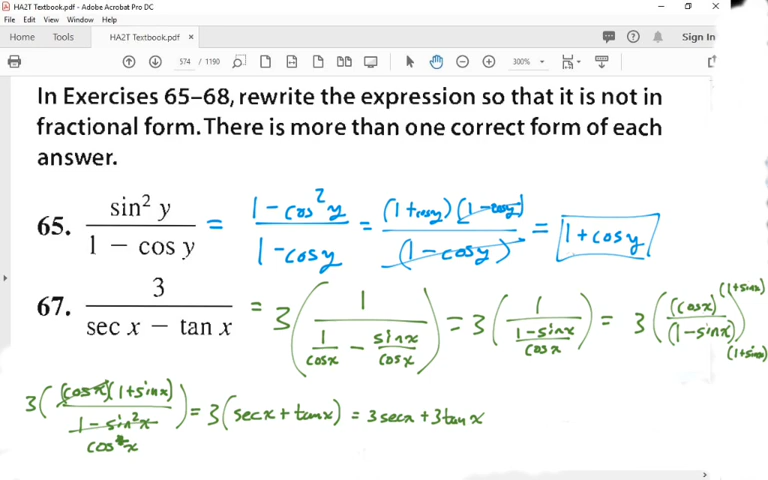 HA2T Textbook.pdf - Adobe Acrobat Pro DC
File Edit View Window Help
Home Tools HA2T Textbook.pdf × Sign In
574 / 1190 300%
In Exercises 65–68, rewrite the expression so that it is not in
fractional form. There is more than one correct form of each
answer.
65. sin² y / (1 − cos y) = (1 − cos² y) / (1 − cos y) = (1 + cos y)(1 − cos y) / (1 − cos y) = 1 + cos y
67. 3 / (sec x − tan x) = 3 ( 1 / (1/cos x − sin x/cos x) ) = 3 ( 1 / ((1 − sin x)/cos x) ) = 3 ( (cos x) / (1 − sin x) ) (1 + sin x) / (1 + sin x)
3 ( (cos x)(1 + sin x) / (1 − sin² x) cos² x ) = 3 (sec x + tan x) = 3 sec x + 3 tan x